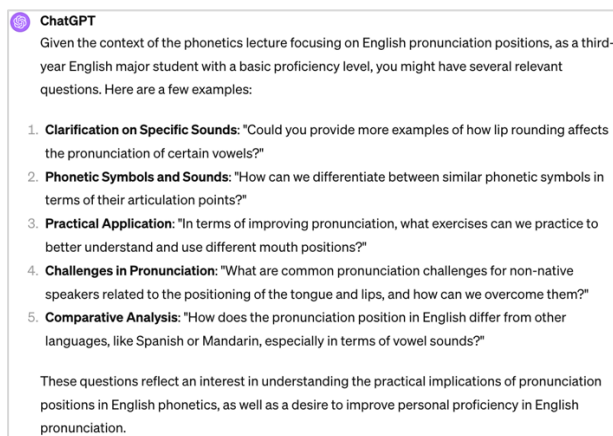 ChatGPT
Given the context of the phonetics lecture focusing on English pronunciation positions, as a third-
year English major student with a basic proficiency level, you might have several relevant
questions. Here are a few examples:
1. Clarification on Specific Sounds: "Could you provide more examples of how lip rounding affects
the pronunciation of certain vowels?"
2. Phonetic Symbols and Sounds: "How can we differentiate between similar phonetic symbols in
terms of their articulation points?"
3. Practical Application: "In terms of improving pronunciation, what exercises can we practice to
better understand and use different mouth positions?"
4. Challenges in Pronunciation: "What are common pronunciation challenges for non-native
speakers related to the positioning of the tongue and lips, and how can we overcome them?"
5. Comparative Analysis: "How does the pronunciation position in English differ from other
languages, like Spanish or Mandarin, especially in terms of vowel sounds?"
These questions reflect an interest in understanding the practical implications of pronunciation
positions in English phonetics, as well as a desire to improve personal proficiency in English
pronunciation.